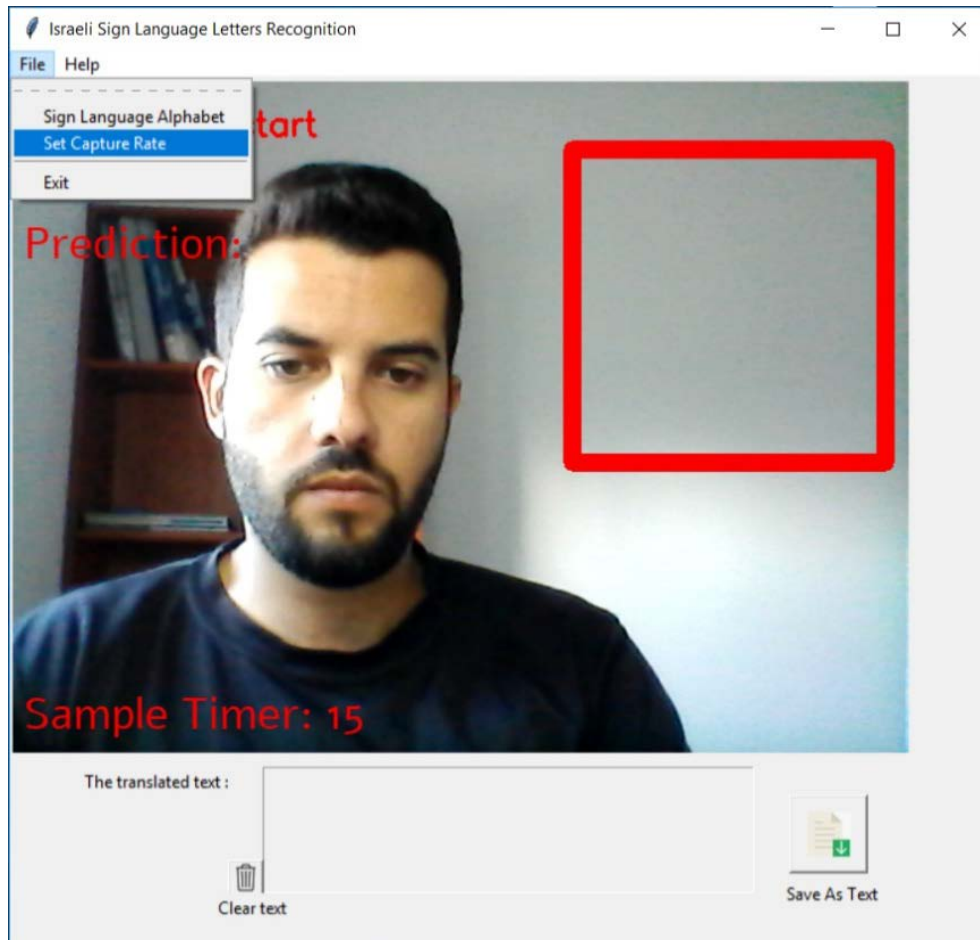 Israeli Sign Language Letters Recognition
File Help
Sign Language Alphabet
tart
Set Capture Rate
Exit
Prediction:
Sample Timer: 15
The translated text :
Clear text
Save As Text